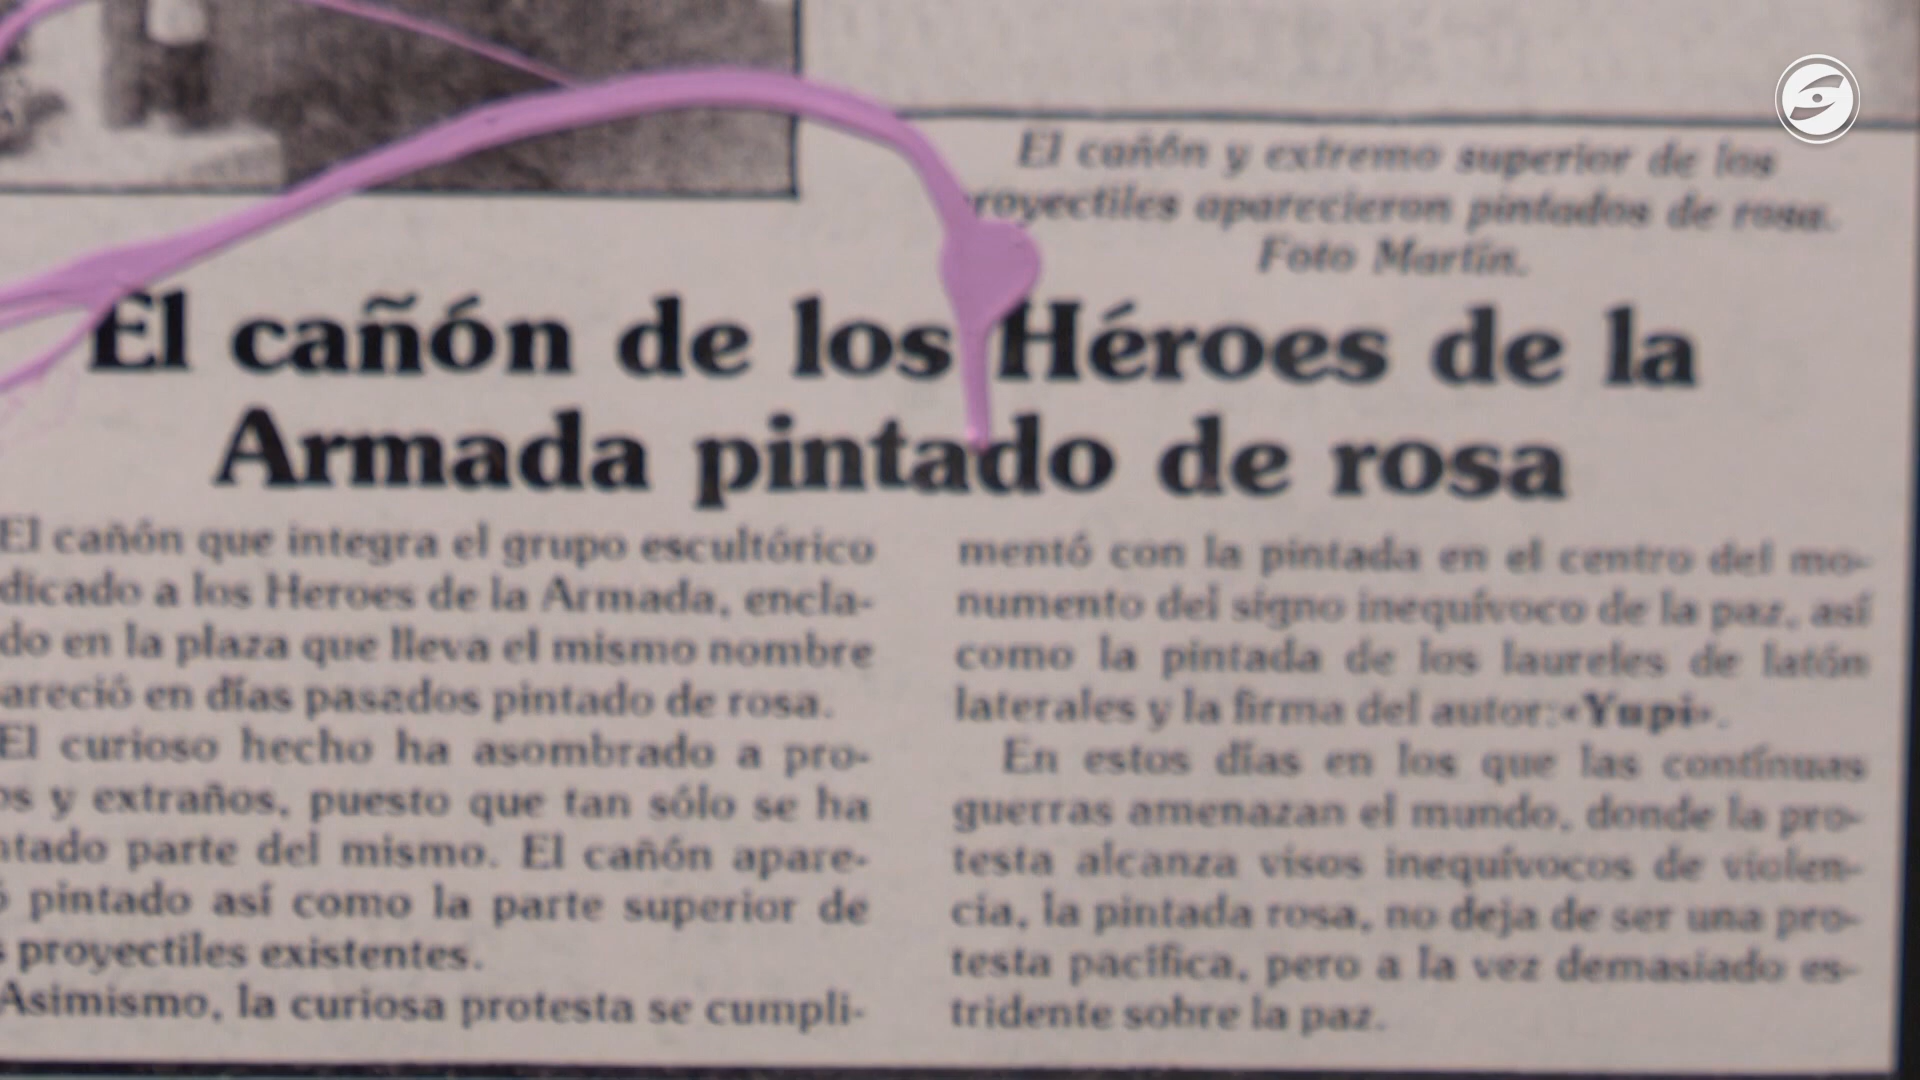 El cañón y extremo superior de los
royectiles aparecieron pintados de rosa.
Foto Martín.
El cañón de los Héroes de la
Armada pintado de rosa
El cañón que integra el grupo escultórico
dicado a los Heroes de la Armada, encla-
do en la plaza que lleva el mismo nombre
areció en días pasados pintado de rosa.
El curioso hecho ha asombrado a pro-
os y extraños, puesto que tan sólo se ha
ntado parte del mismo. El cañón apare-
ó pintado así como la parte superior de
s proyectiles existentes.
Asimismo, la curiosa protesta se cumpli-
mentó con la pintada en el centro del mo-
numento del signo inequívoco de la paz, así
como la pintada de los laureles de latón
laterales y la firma del autor:«Yupi».
En estos días en los que las contínuas
guerras amenazan el mundo, donde la pro-
testa alcanza visos inequívocos de violen-
cia, la pintada rosa, no deja de ser una pro-
testa pacífica, pero a la vez demasiado es-
tridente sobre la paz.